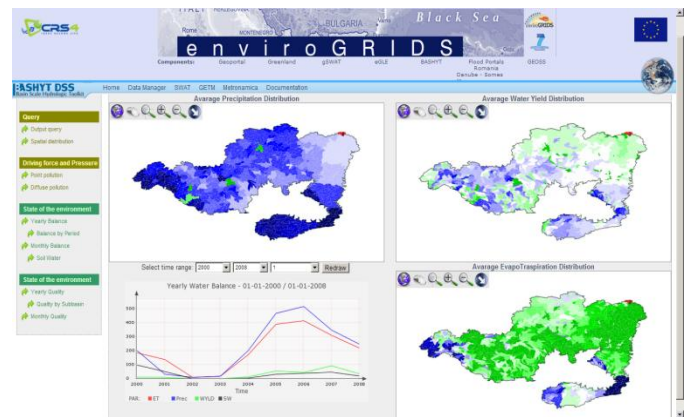 ITALY
BULGARIA
Black Sea
Rome
MONTENEGRO
CRS4
enviroGRIDS
enviroGRIDS
7
Components:
Geoportal
Greenland
gSWAT
eGLE
BASHYT
Flood Portals
Romania
Danube - Somes
GEOSS
BASHYT DSS
Basin Scale Hydrologic Toolkit
Home Data Manager SWAT GETM Metronamica Documentation
Query
Output query
Spatial distribution
Driving force and Pressure
Point pollution
Diffuse pollution
State of the environment
Yearly Balance
Balance by Period
Monthly Balance
Soil Water
State of the environment
Yearly Quality
Quality by Subbasin
Monthly Quality
Avarage Precipitation Distribution
Avarage Water Yield Distribution
Select time range: 2000 2008 1 Redraw
Yearly Water Balance - 01-01-2000 / 01-01-2008
500
400
300
200
100
0
2000 2001 2002 2003 2004 2005 2006 2007 2008
Time
PAR: ET Prec WYLD SW
Avarage EvapoTraspiration Distribution